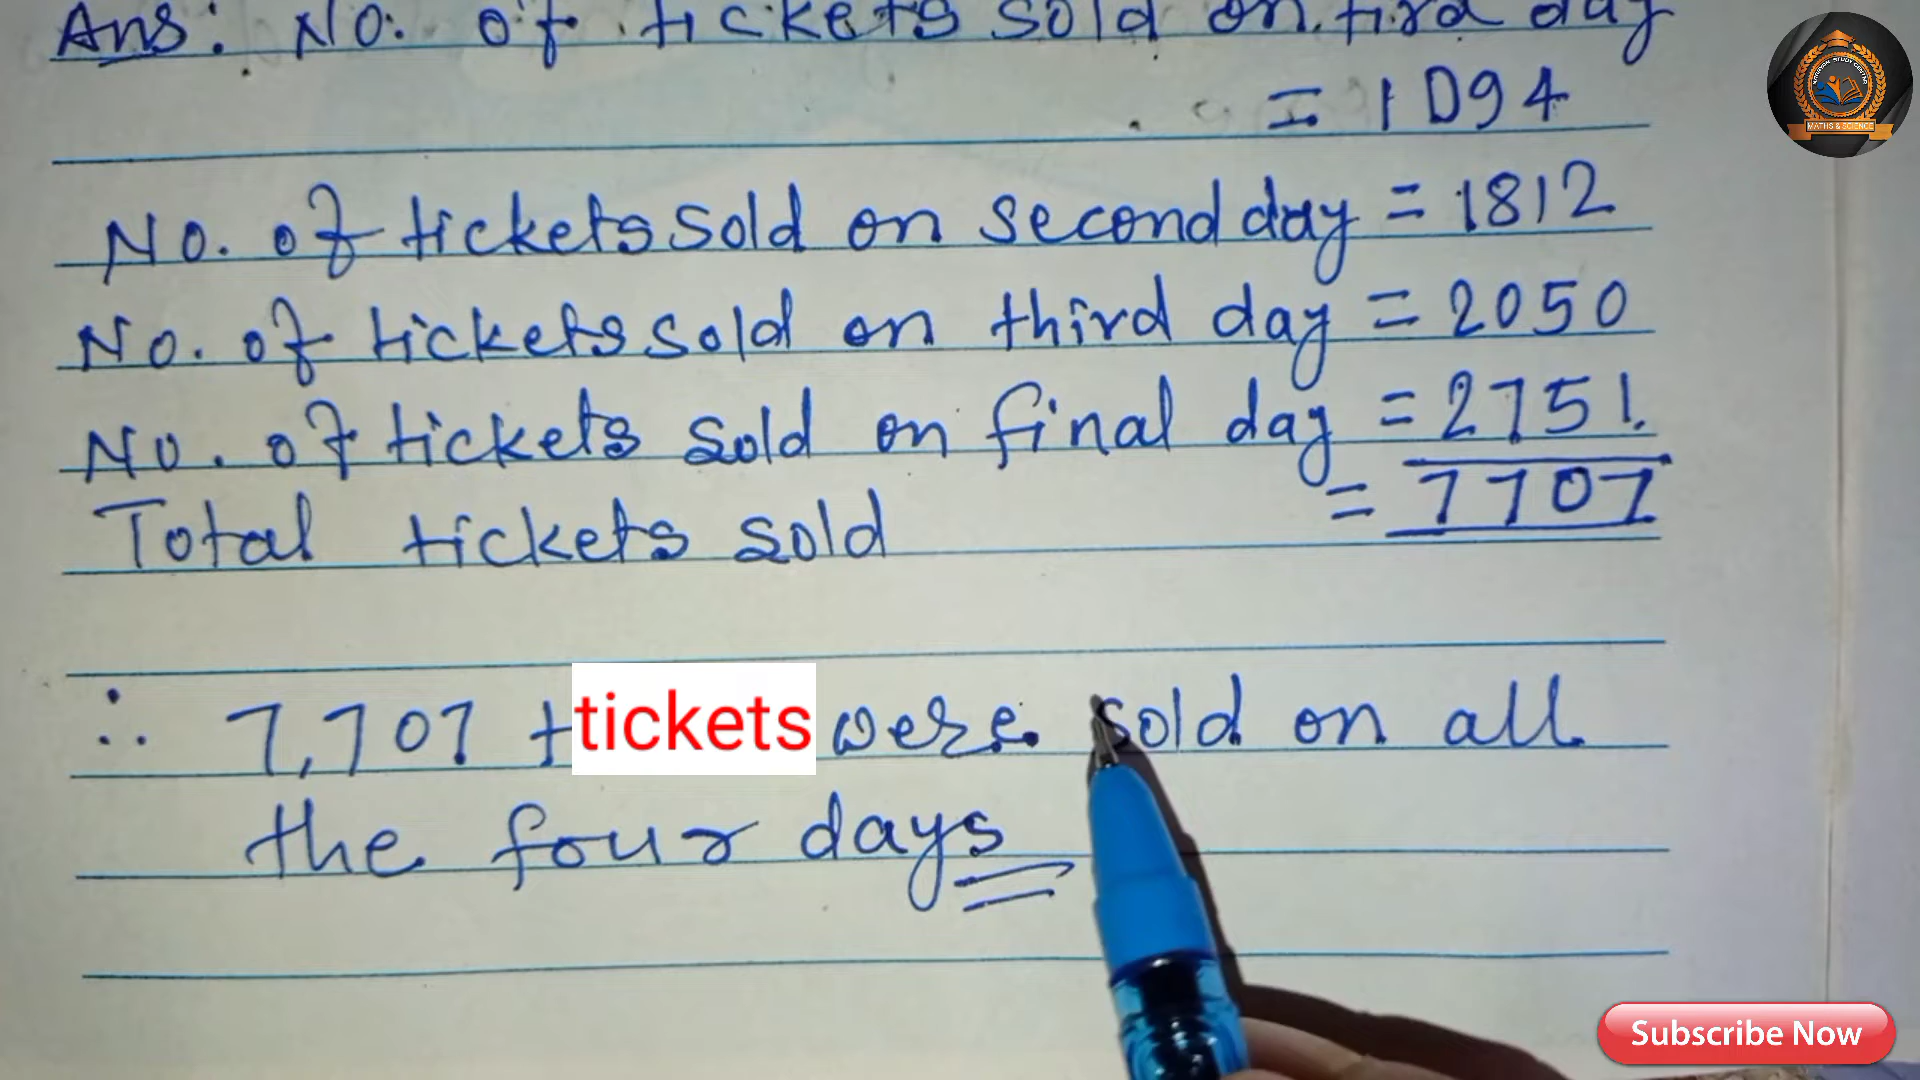 Ans: No. of tickets sold on first day
= 1094
No. of tickets sold on second day = 1812
No. of tickets sold on third day = 2050
No. of tickets sold on final day = 2751.
Total tickets sold = 7707
∴ 7,707 tickets were sold on all
the four days
MATHS & SCIENCE
Subscribe Now